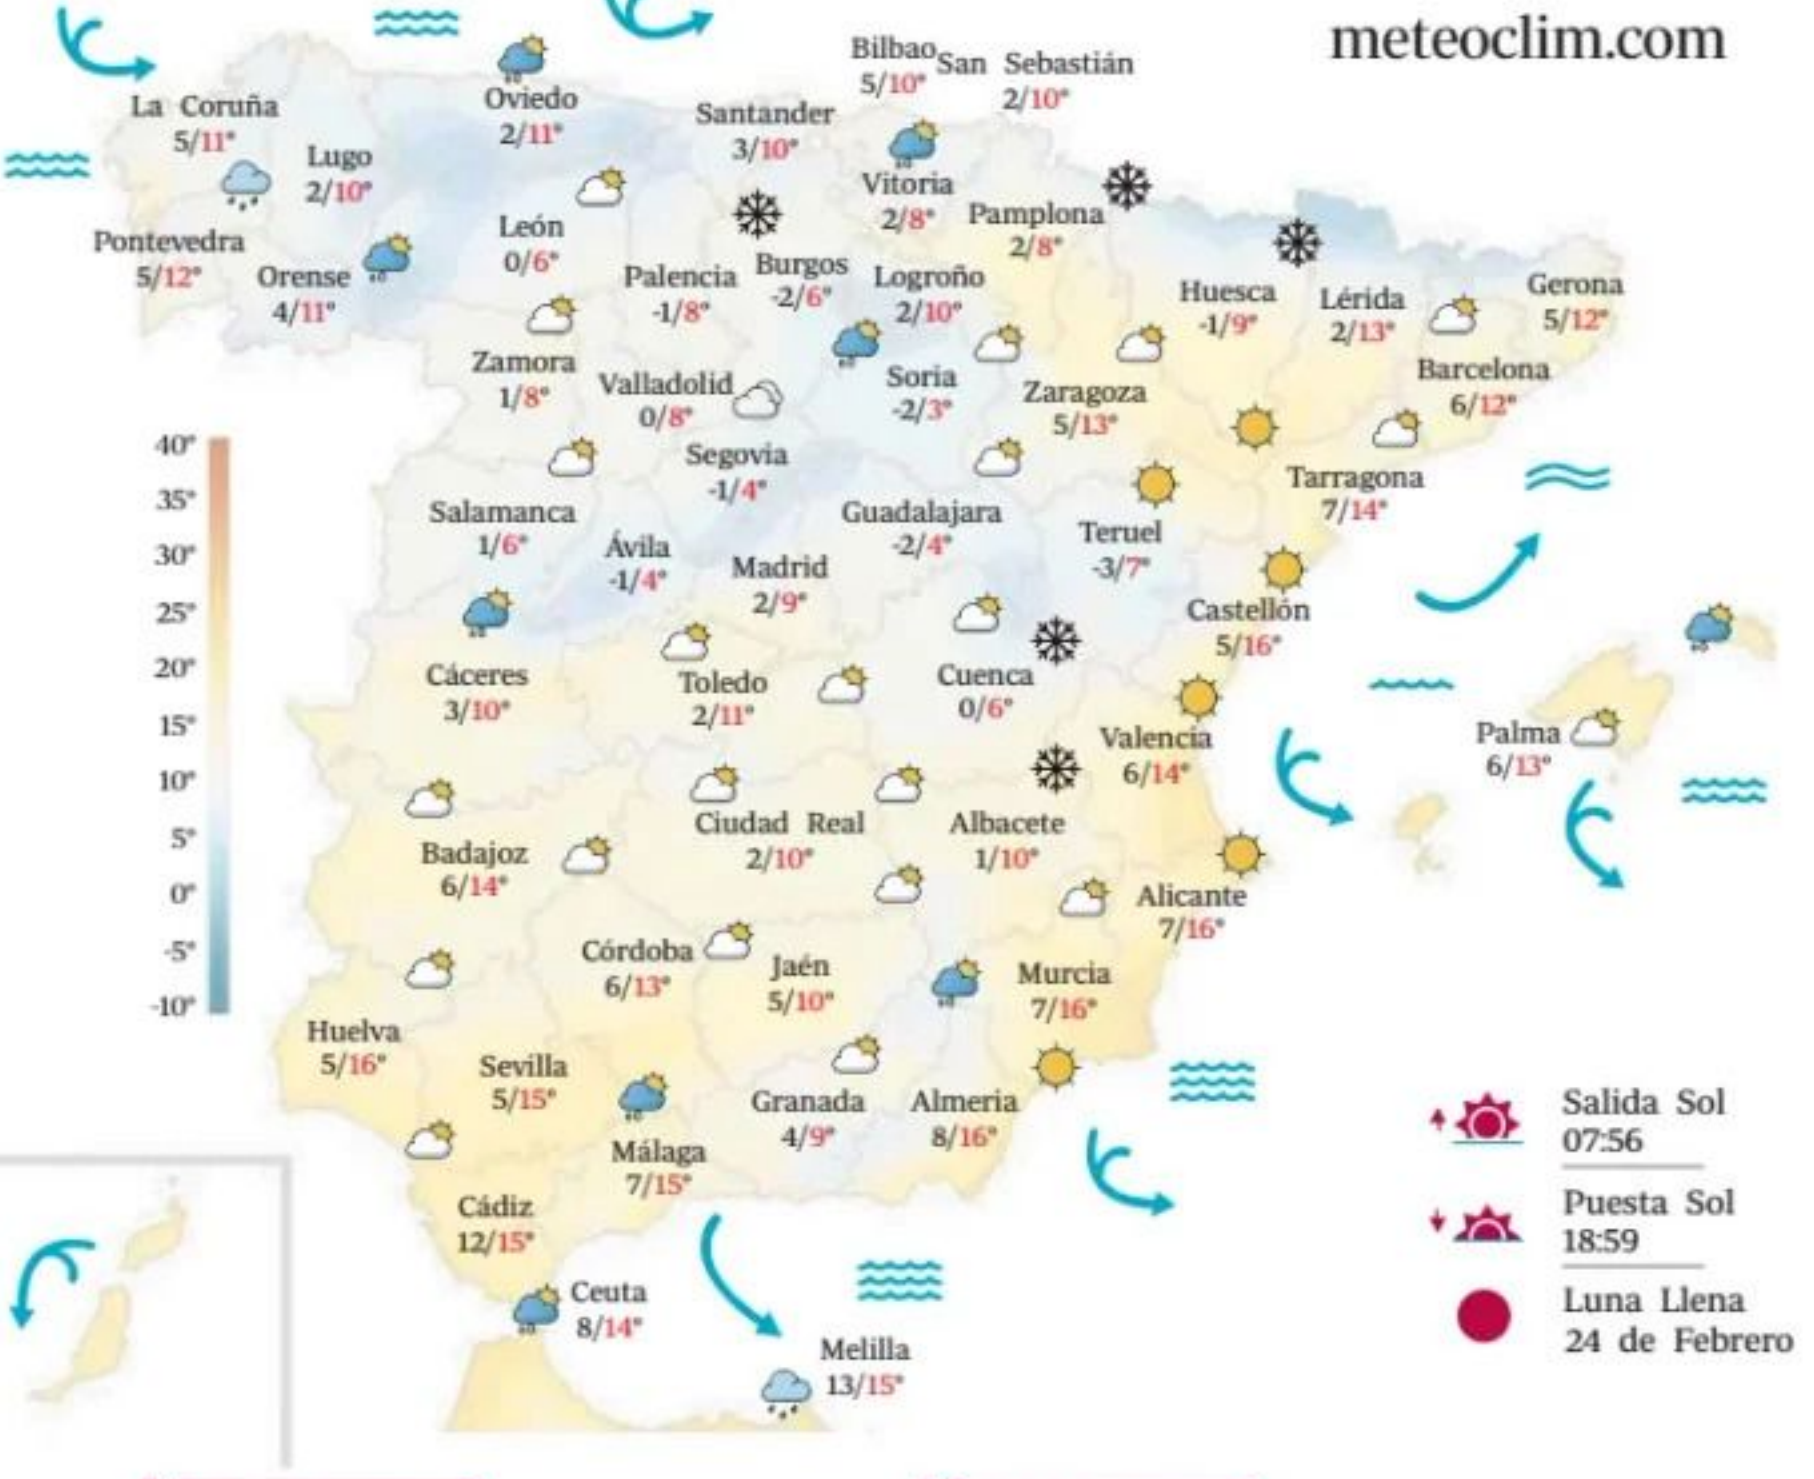 meteoclim.com
Bilbao
5/10°
San Sebastián
2/10°
La Coruña
5/11°
Oviedo
2/11°
Santander
3/10°
Lugo
2/10°
Vitoria
2/8°
Pamplona
2/8°
León
0/6°
Pontevedra
5/12°
Orense
4/11°
Palencia
-1/8°
Burgos
-2/6°
Logroño
2/10°
Huesca
-1/9°
Lérida
2/13°
Gerona
5/12°
Zamora
1/8°
Valladolid
0/8°
Soria
-2/3°
Zaragoza
5/13°
Barcelona
6/12°
Segovia
-1/4°
Tarragona
7/14°
Salamanca
1/6°
Ávila
-1/4°
Madrid
2/9°
Guadalajara
-2/4°
Teruel
-3/7°
Castellón
5/16°
Cáceres
3/10°
Toledo
2/11°
Cuenca
0/6°
Valencia
6/14°
Palma
6/13°
Badajoz
6/14°
Ciudad Real
2/10°
Albacete
1/10°
Alicante
7/16°
Córdoba
6/13°
Jaén
5/10°
Murcia
7/16°
Huelva
5/16°
Sevilla
5/15°
Málaga
7/15°
Granada
4/9°
Almeria
8/16°
Cádiz
12/15°
Ceuta
8/14°
Melilla
13/15°
40°
35°
30°
25°
20°
15°
10°
5°
0°
-5°
-10°
Salida Sol
07:56
Puesta Sol
18:59
Luna Llena
24 de Febrero